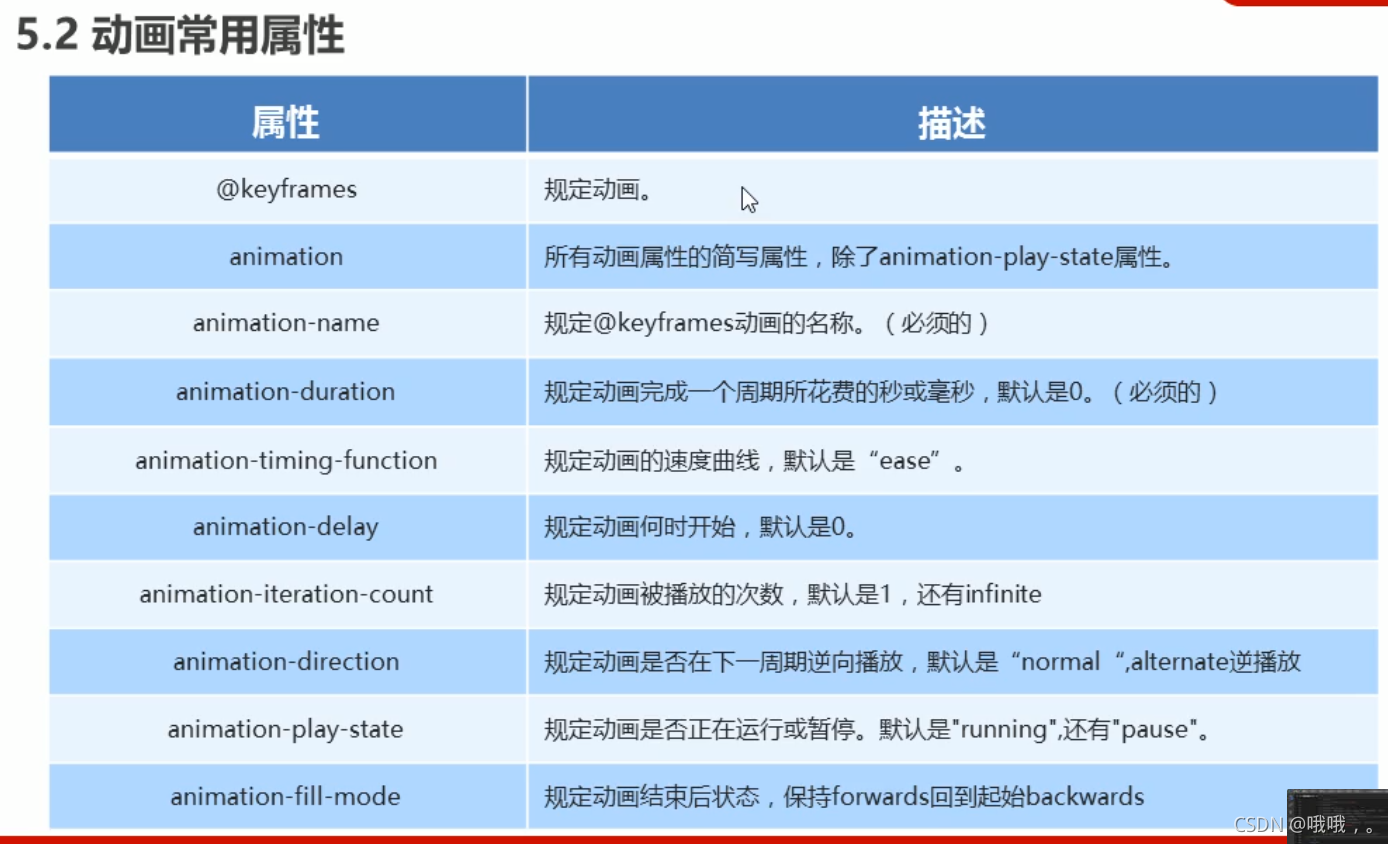 5.2 动画常用属性
属性 描述
@keyframes 规定动画。
animation 所有动画属性的简写属性，除了animation-play-state属性。
animation-name 规定@keyframes动画的名称。（必须的）
animation-duration 规定动画完成一个周期所花费的秒或毫秒，默认是0。（必须的）
animation-timing-function 规定动画的速度曲线，默认是“ease”。
animation-delay 规定动画何时开始，默认是0。
animation-iteration-count 规定动画被播放的次数，默认是1，还有infinite
animation-direction 规定动画是否在下一周期逆向播放，默认是“normal “,alternate逆播放
animation-play-state 规定动画是否正在运行或暂停。默认是"running",还有"pause"。
animation-fill-mode 规定动画结束后状态，保持forwards回到起始backwards
CSDN @哦哦，。